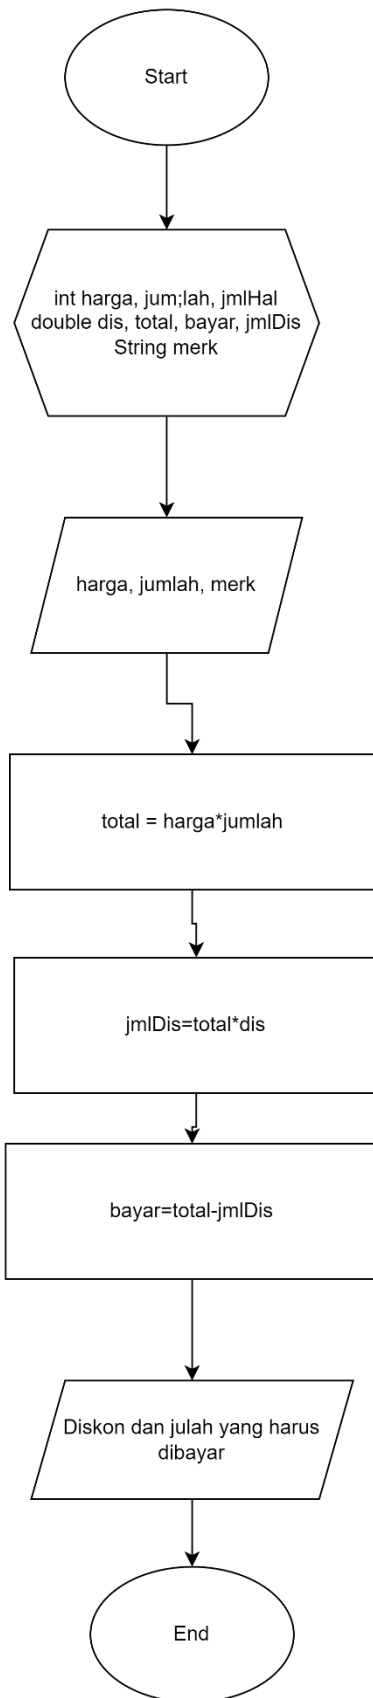 Start
int harga, jum;lah, jmlHal
double dis, total, bayar, jmlDis
String merk
harga, jumlah, merk
total = harga*jumlah
jmlDis=total*dis
bayar=total-jmlDis
Diskon dan julah yang harus
dibayar
End